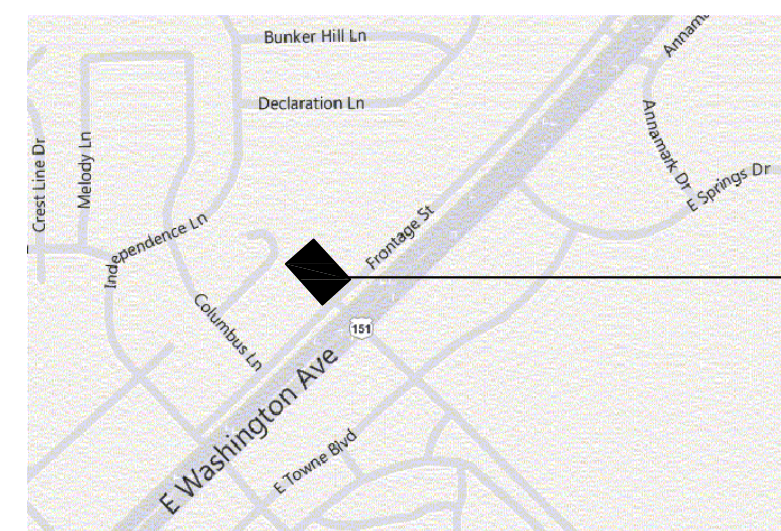 Bunker Hill Ln
Annam
Declaration Ln
Annamark Dr
Crest Line Dr
Melody Ln
E Springs Dr
Independence Ln
Frontage St
Columbus Ln
151
E Washington Ave
E Towne Blvd